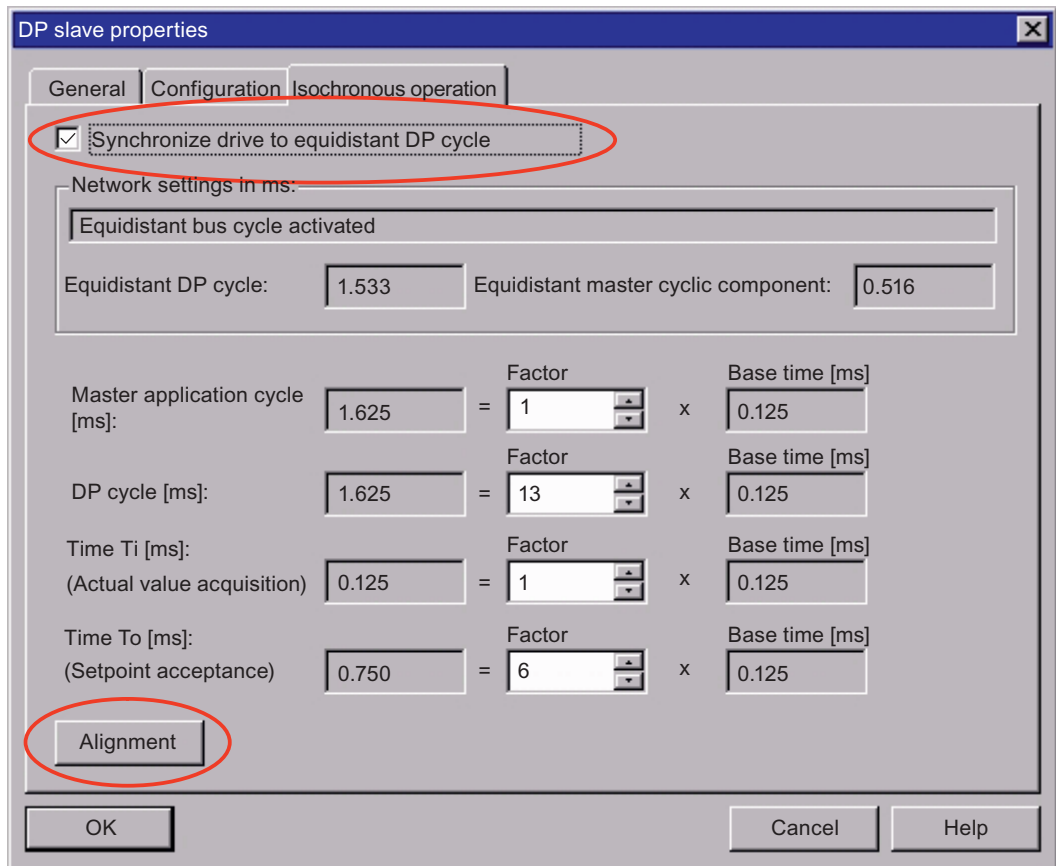 DP slave properties
General Configuration Isochronous operation
Synchronize drive to equidistant DP cycle
Network settings in ms:
Equidistant bus cycle activated
Equidistant DP cycle: 1.533 Equidistant master cyclic component: 0.516
Factor Base time [ms]
Master application cycle
[ms]: 1.625 = 1 x 0.125
Factor Base time [ms]
DP cycle [ms]: 1.625 = 13 x 0.125
Time Ti [ms]: Factor Base time [ms]
(Actual value acquisition) 0.125 = 1 x 0.125
Time To [ms]: Factor Base time [ms]
(Setpoint acceptance) 0.750 = 6 x 0.125
Alignment
OK Cancel Help